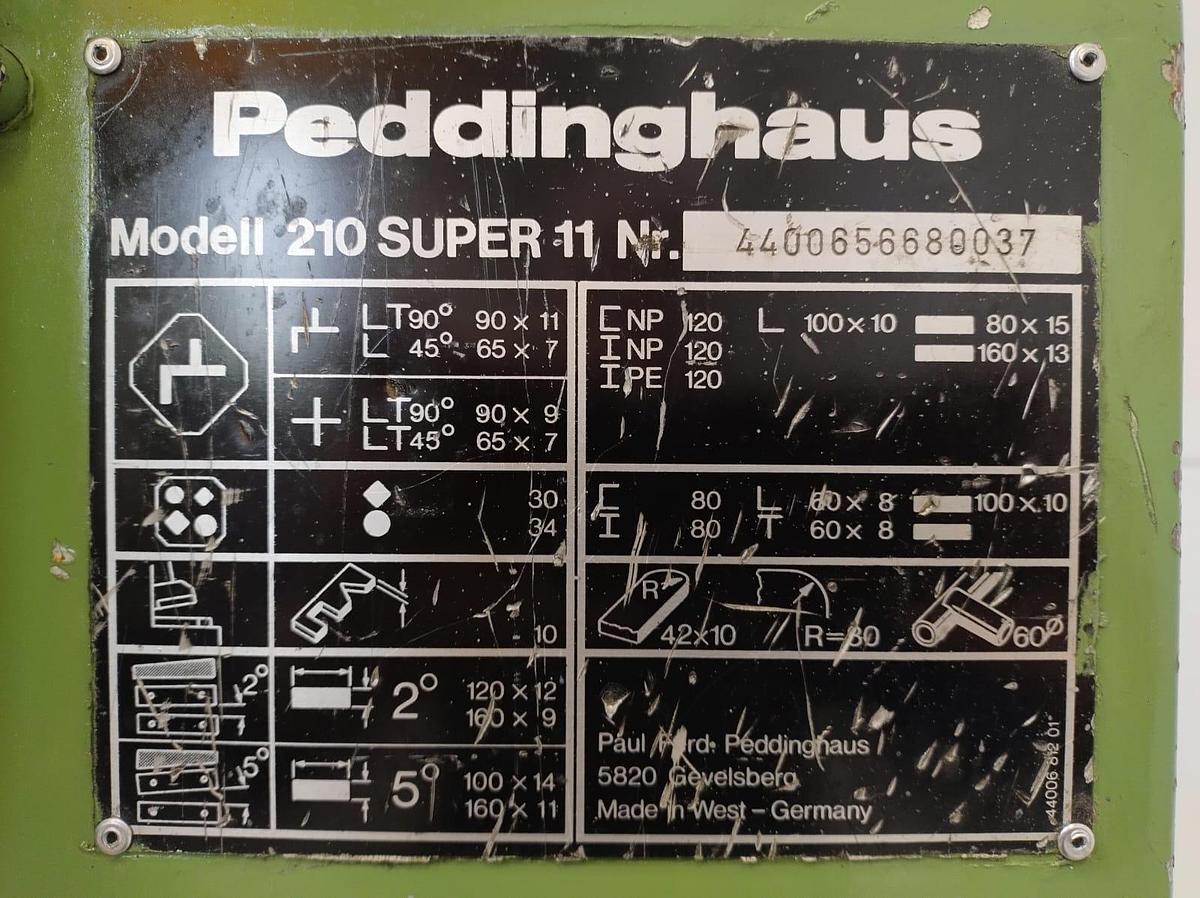 Peddinghaus
Modell 210 SUPER 11 Nr. 4400656680037
LT90° 90 x 11
L 45° 65 x 7
LT90° 90 x 9
LT45° 65 x 7
NP 120 L 100 x 10 80 x 15
I NP 120 160 x 13
I PE 120
30
34
80 L 60 x 8 100 x 10
I 80 T 60 x 8
10
R 42x10 R=80 60Ø
2° 2° 120 x 12
160 x 9
5° 5° 100 x 14
160 x 11
Paul Ferd. Peddinghaus
5820 Gevelsberg
Made in West - Germany
44006 812 01